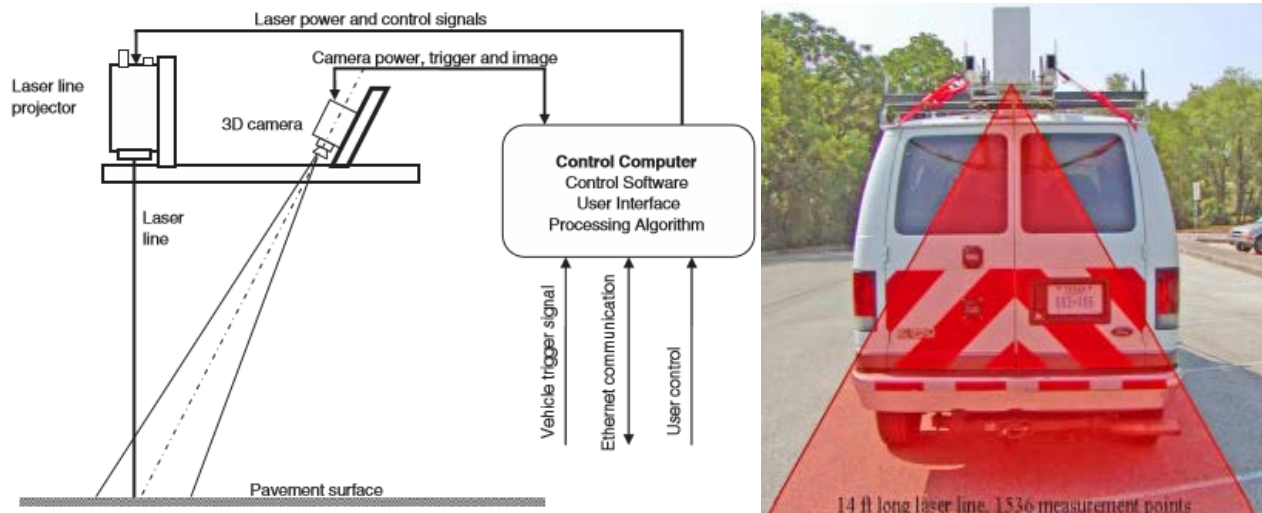 Laser power and control signals
Camera power, trigger and image
Laser line
projector
3D camera
Control Computer
Control Software
User Interface
Processing Algorithm
Laser
line
Vehicle trigger signal
Ethernet communication
User control
Pavement surface
TEXAS
14 ft long laser line, 1536 measurement points